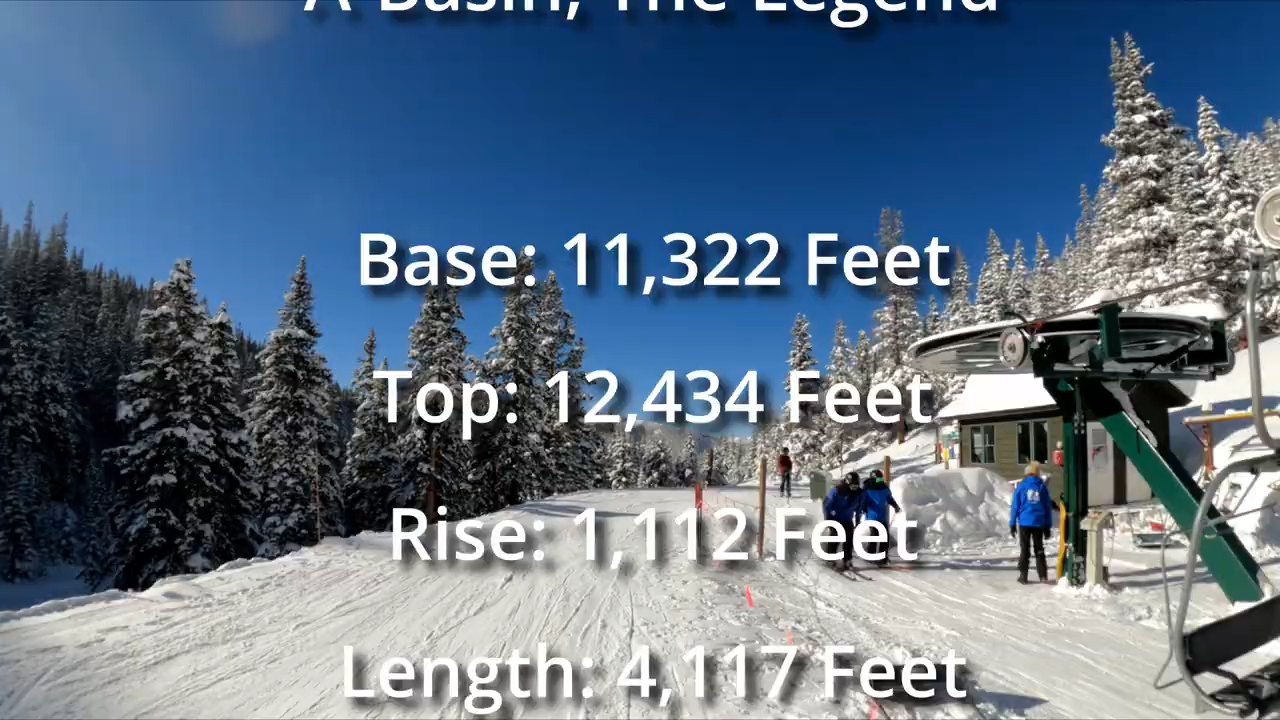 A-Basin, The Legend
Base: 11,322 Feet
Top: 12,434 Feet
Rise: 1,112 Feet
Length: 4,117 Feet